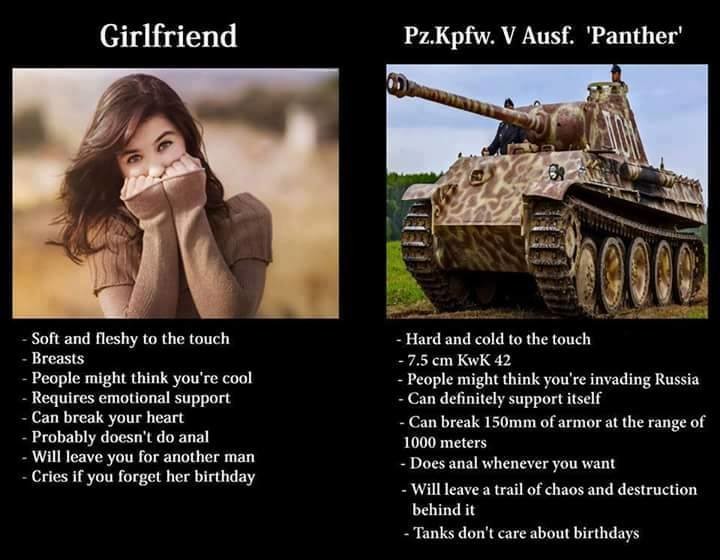 Girlfriend
- Soft and fleshy to the touch
- Breasts
- People might think you're cool
- Requires emotional support
- Can break your heart
- Probably doesn't do anal
- Will leave you for another man
- Cries if you forget her birthday
Pz.Kpfw. V Ausf. 'Panther'
- Hard and cold to the touch
- 7.5 cm KwK 42
- People might think you're invading Russia
- Can definitely support itself
- Can break 150mm of armor at the range of
1000 meters
- Does anal whenever you want
- Will leave a trail of chaos and destruction
behind it
- Tanks don't care about birthdays